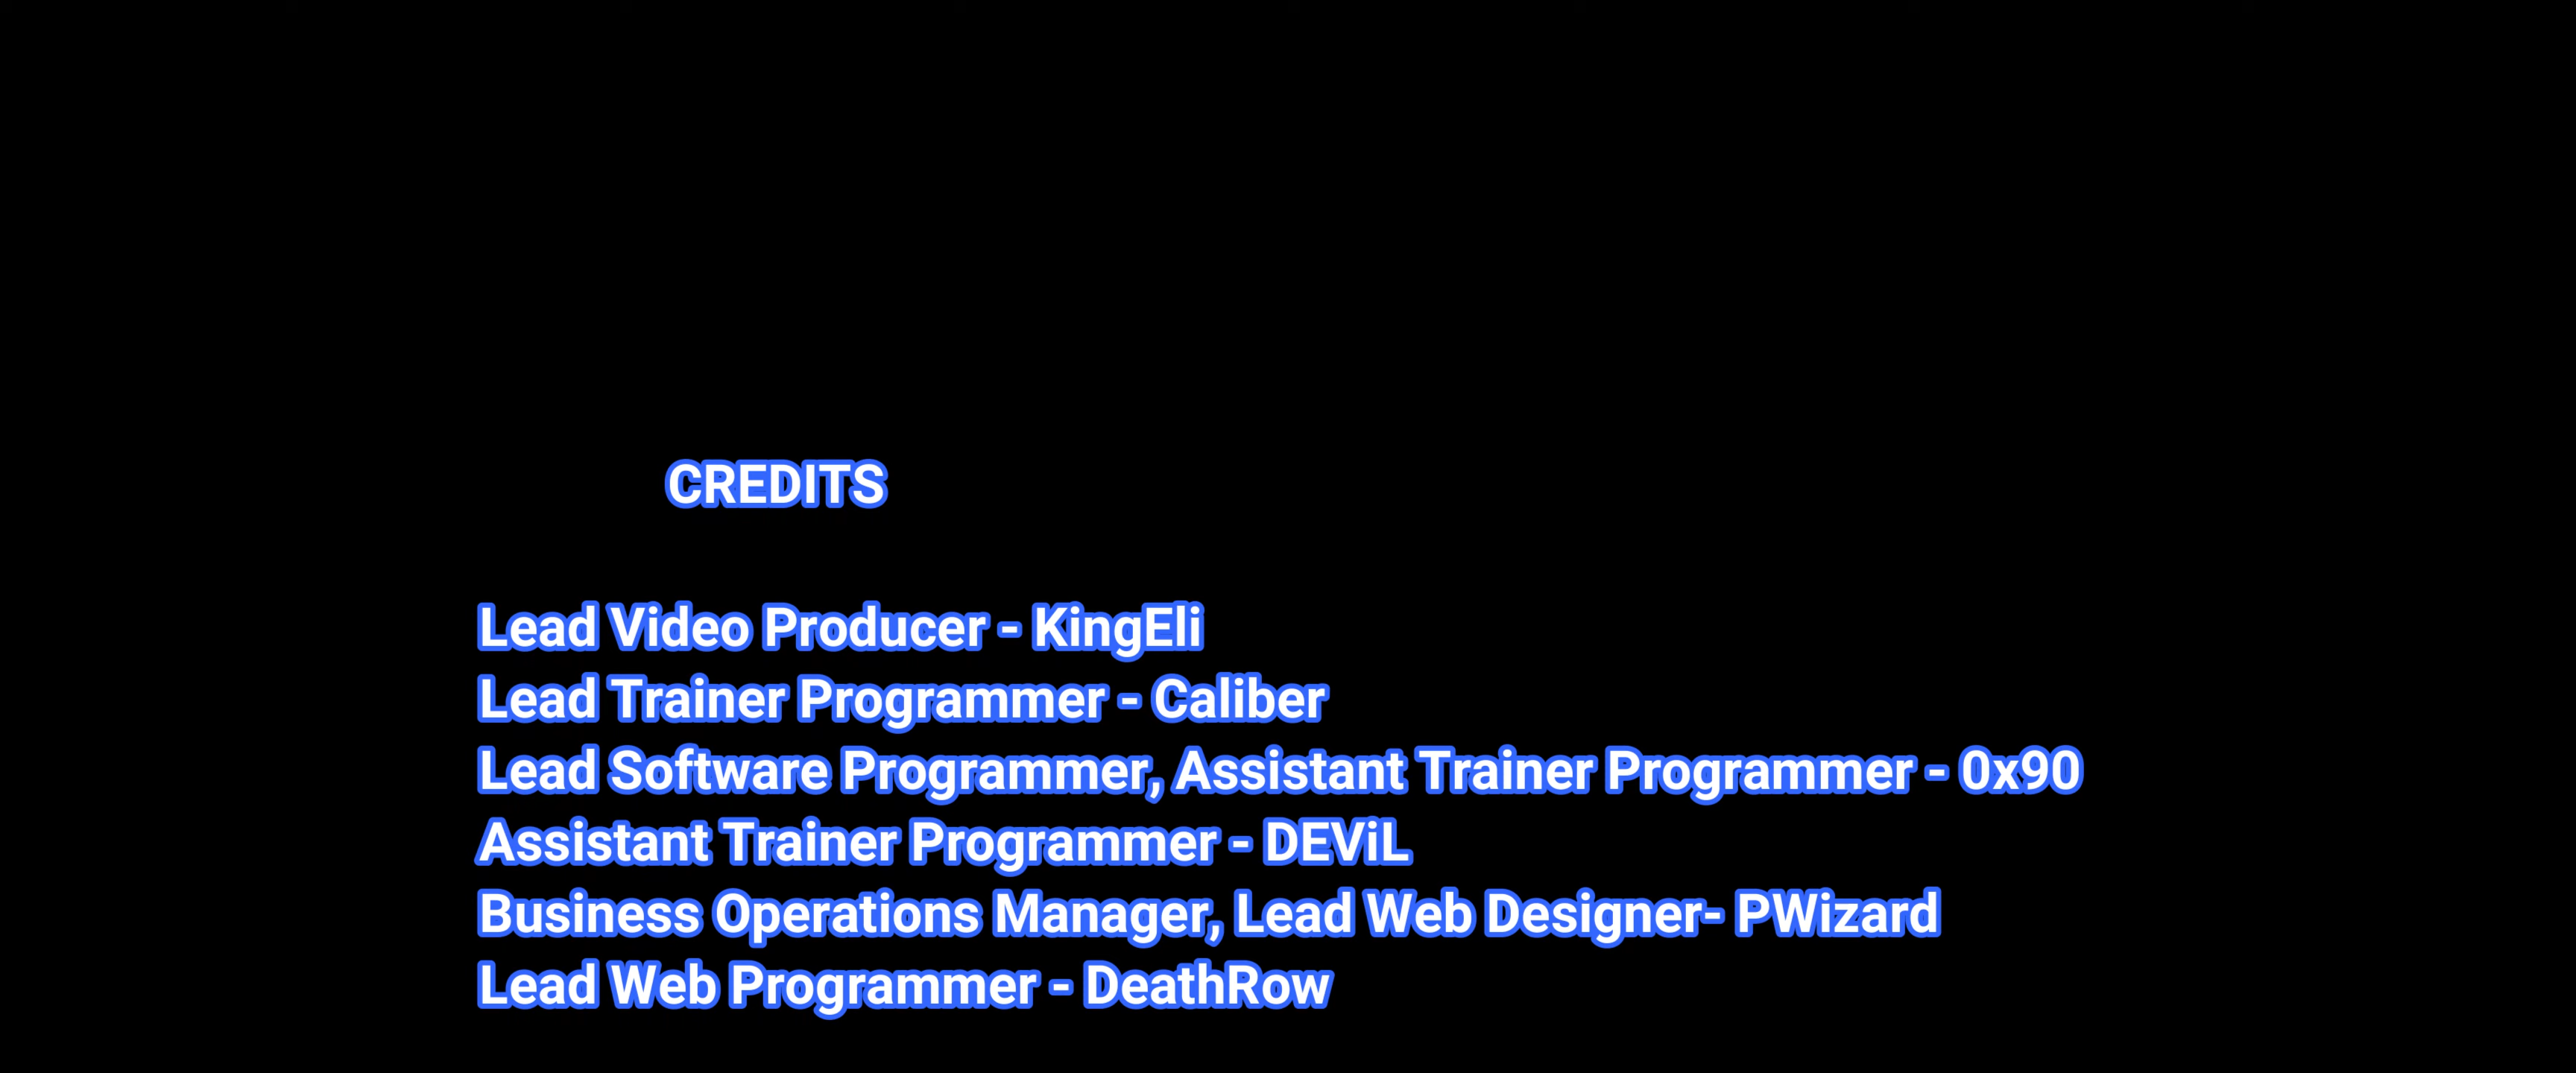 CREDITS
Lead Video Producer - KingEli
Lead Trainer Programmer - Caliber
Lead Software Programmer, Assistant Trainer Programmer - 0x90
Assistant Trainer Programmer - DEViL
Business Operations Manager, Lead Web Designer- PWizard
Lead Web Programmer - DeathRow